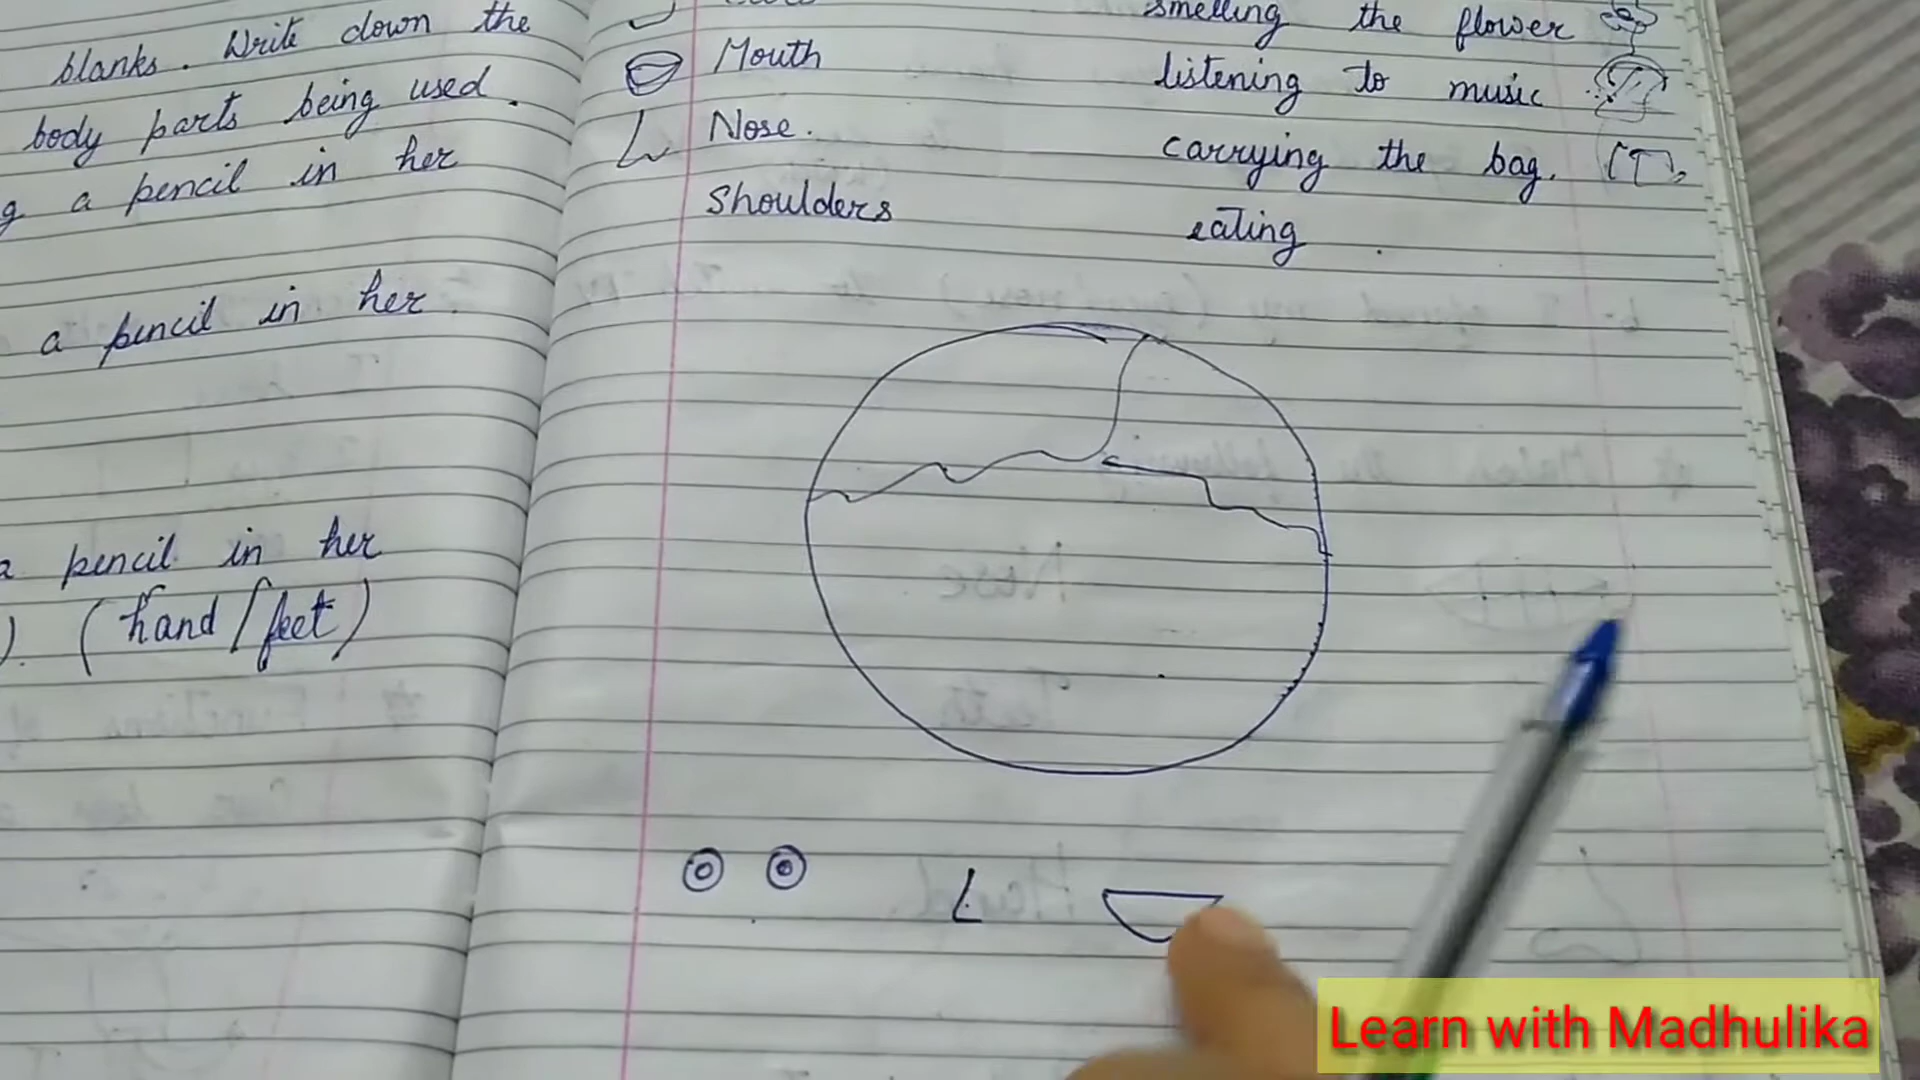 blanks. Write down the
body parts being used.
g a pencil in her
a pencil in her.
a pencil in her
). (hand/feet)
smelling the flower
Mouth listening to music
Nose. carrying the bag.
Shoulders eating
Learn with Madhulika